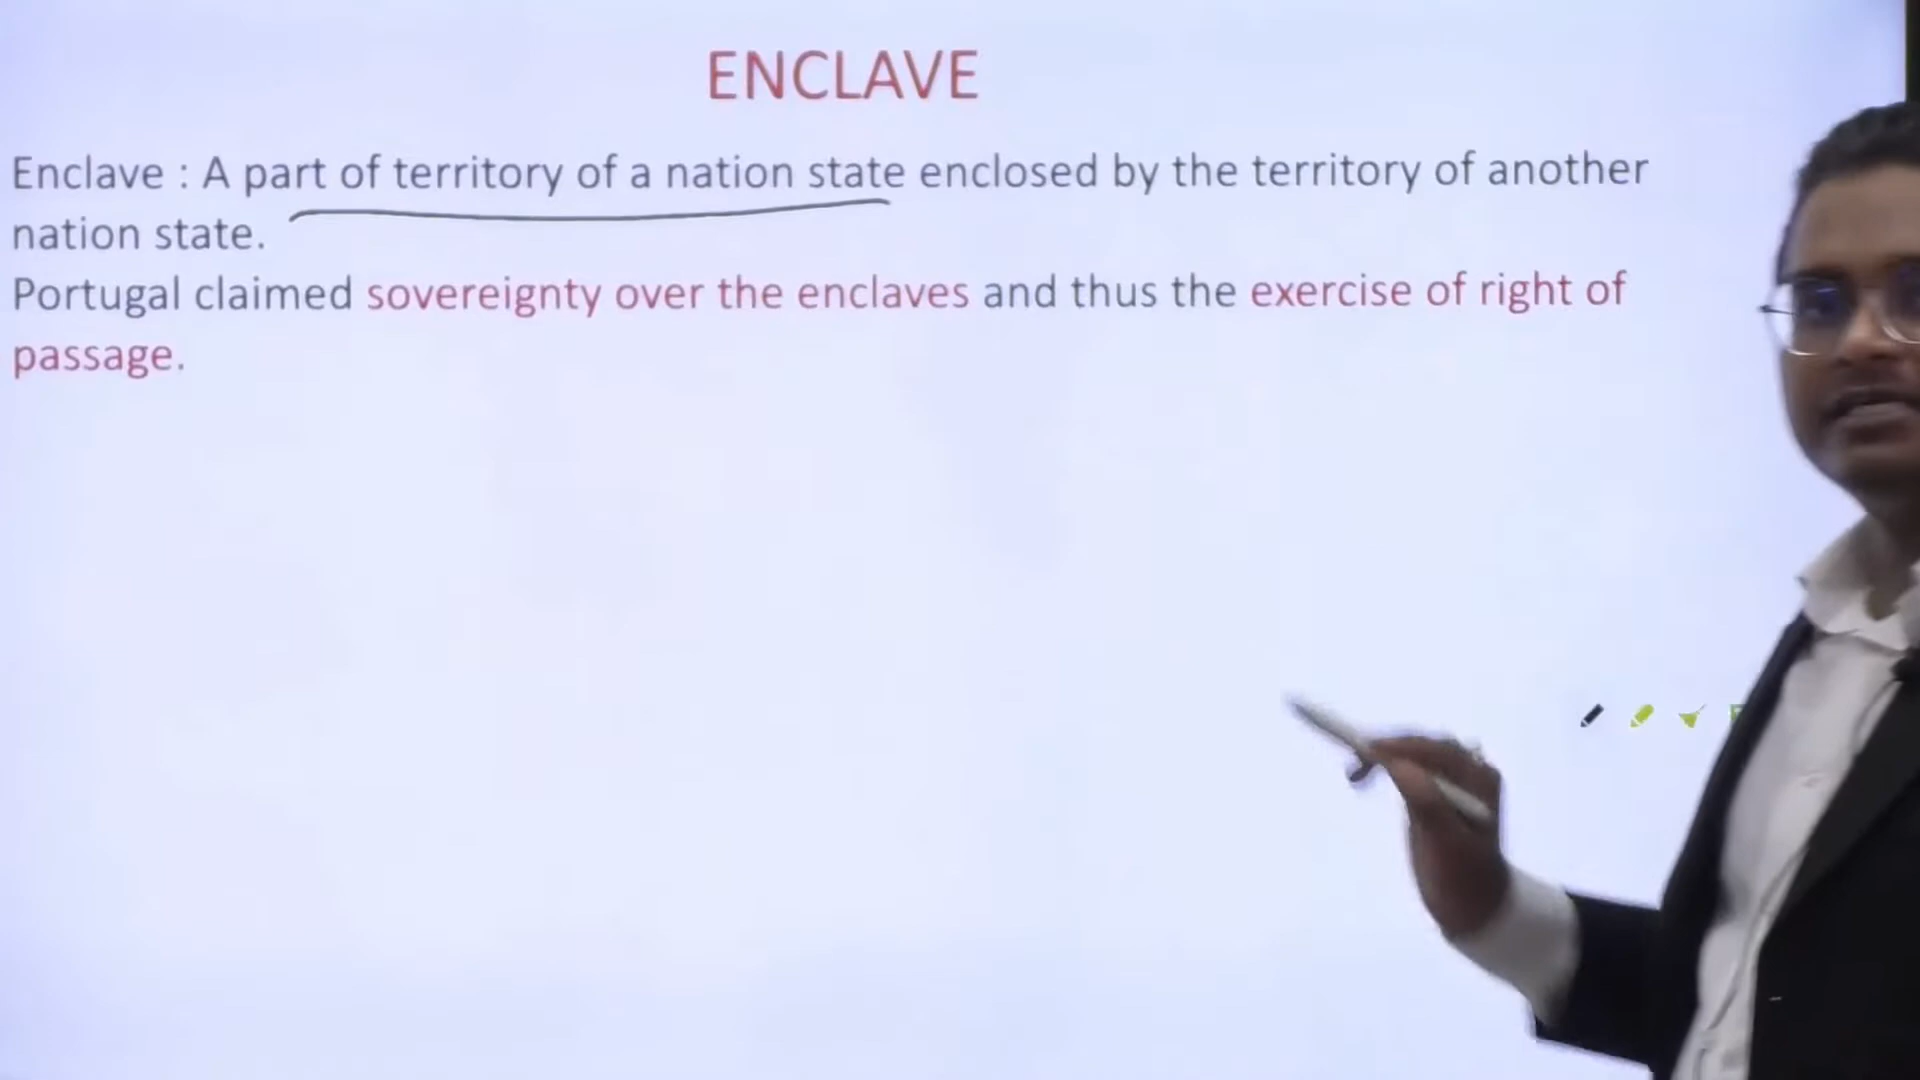 ENCLAVE
Enclave : A part of territory of a nation state enclosed by the territory of another
nation state.
Portugal claimed sovereignty over the enclaves and thus the exercise of right of
passage.